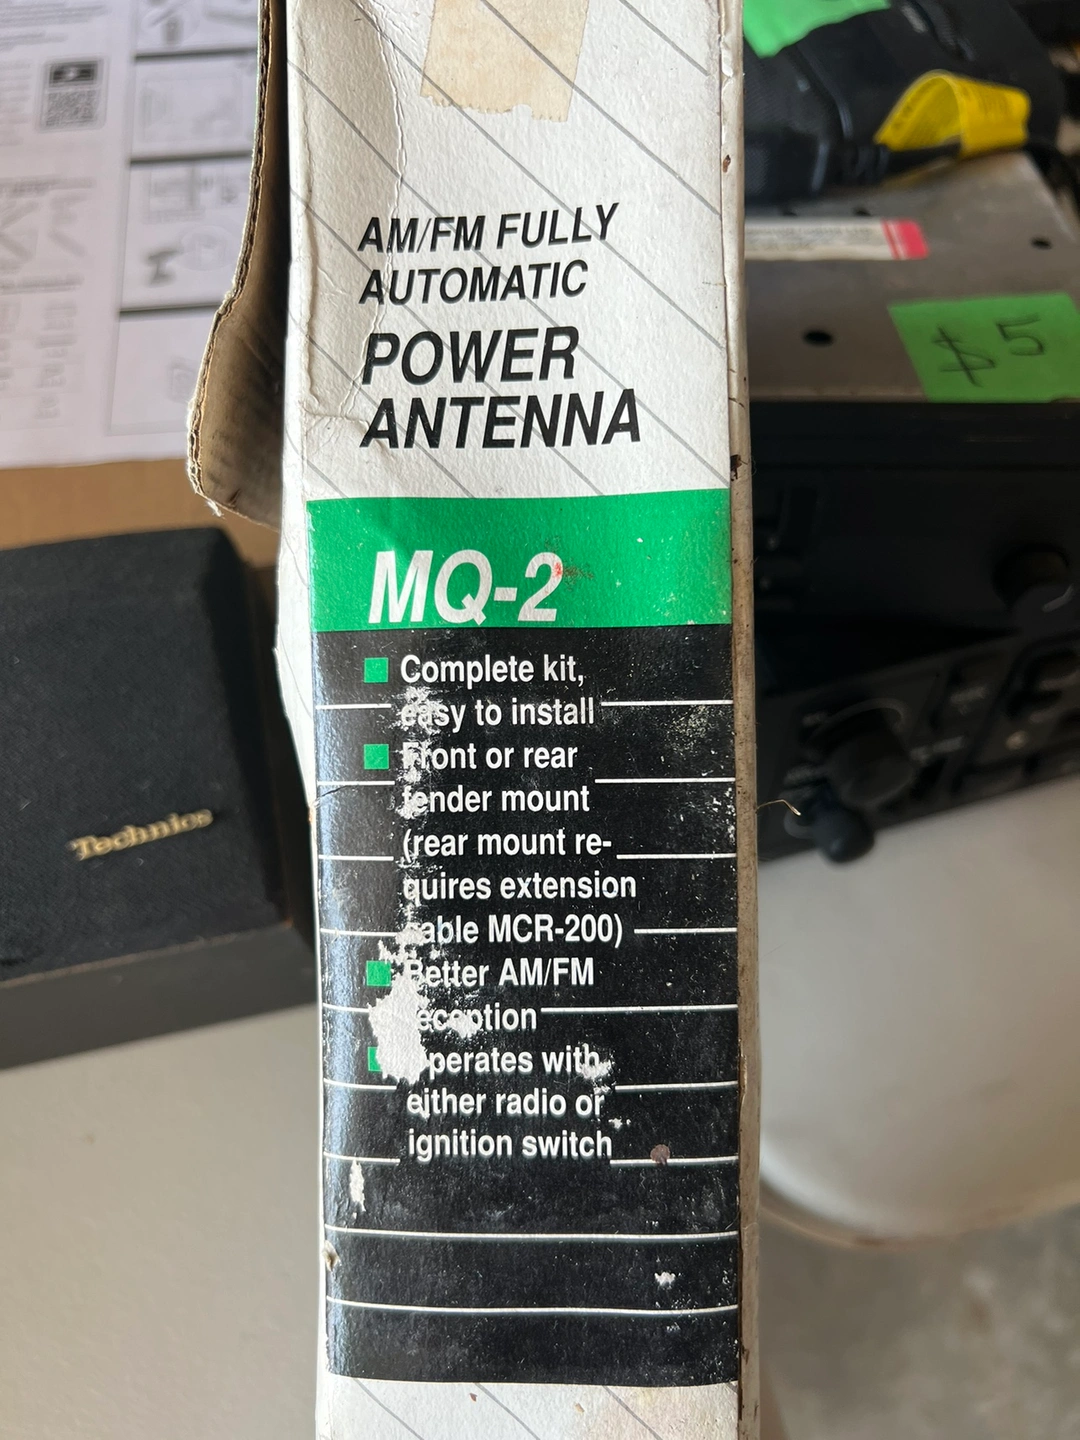 AM/FM FULLY
AUTOMATIC
POWER
ANTENNA
MQ-2
Complete kit,
easy to install
Front or rear
fender mount
(rear mount re-
quires extension
cable MCR-200)
Better AM/FM
reception
Operates with
either radio or
ignition switch
Technics
$5